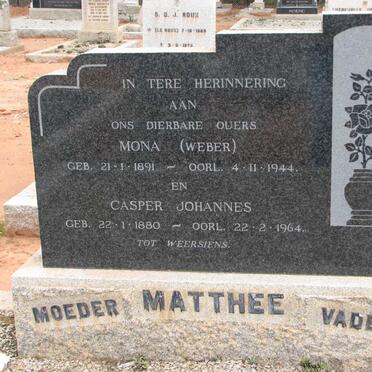 S. D. J. ROUX
IN TERE HERINNERING
AAN
ONS DIERBARE OUERS
MONA (WEBER)
GEB. 21-1-1891 ~ OORL. 4-11-1944.
EN
CASPER JOHANNES
GEB. 22-1-1880 ~ OORL. 22-2-1964.
TOT WEERSIENS.
MOEDER MATTHEE VADE